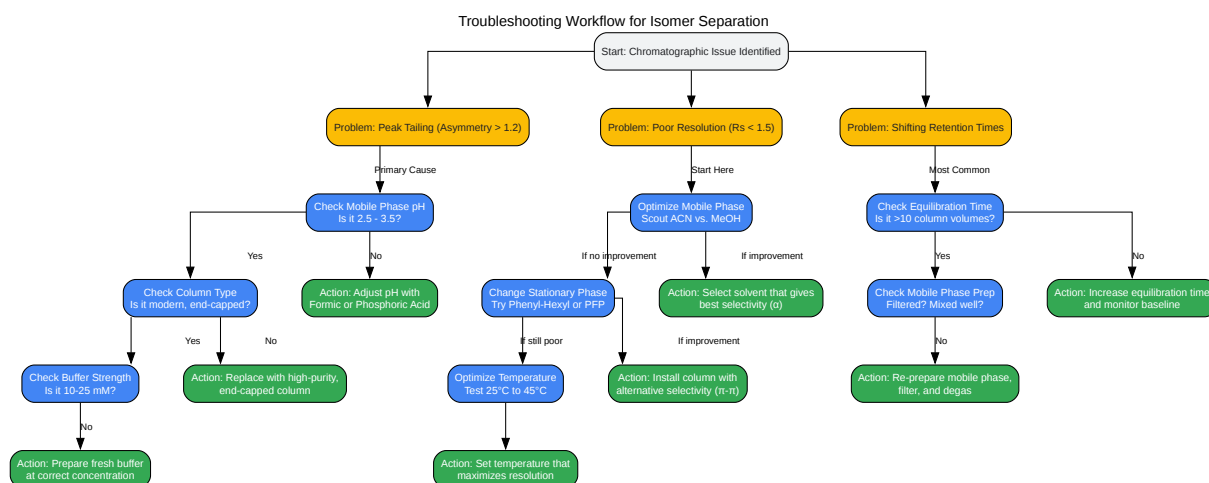 Troubleshooting Workflow for Isomer Separation
Start: Chromatographic Issue Identified
Problem: Peak Tailing (Asymmetry > 1.2)
Problem: Poor Resolution (Rs < 1.5)
Problem: Shifting Retention Times
Primary Cause
Start Here
Most Common
Check Mobile Phase pH
Is it 2.5 - 3.5?
Optimize Mobile Phase
Scout ACN vs. MeOH
Check Equilibration Time
Is it >10 column volumes?
Yes
No
If no improvement
If improvement
Yes
No
Check Column Type
Is it modern, end-capped?
Action: Adjust pH with
Formic or Phosphoric Acid
Change Stationary Phase
Try Phenyl-Hexyl or PFP
Action: Select solvent that gives
best selectivity (α)
Check Mobile Phase Prep
Filtered? Mixed well?
Action: Increase equilibration time
and monitor baseline
Yes
No
If still poor
If improvement
No
Check Buffer Strength
Is it 10-25 mM?
Action: Replace with high-purity,
end-capped column
Optimize Temperature
Test 25°C to 45°C
Action: Install column with
alternative selectivity (π-π)
Action: Re-prepare mobile phase,
filter, and degas
No
Action: Prepare fresh buffer
at correct concentration
Action: Set temperature that
maximizes resolution